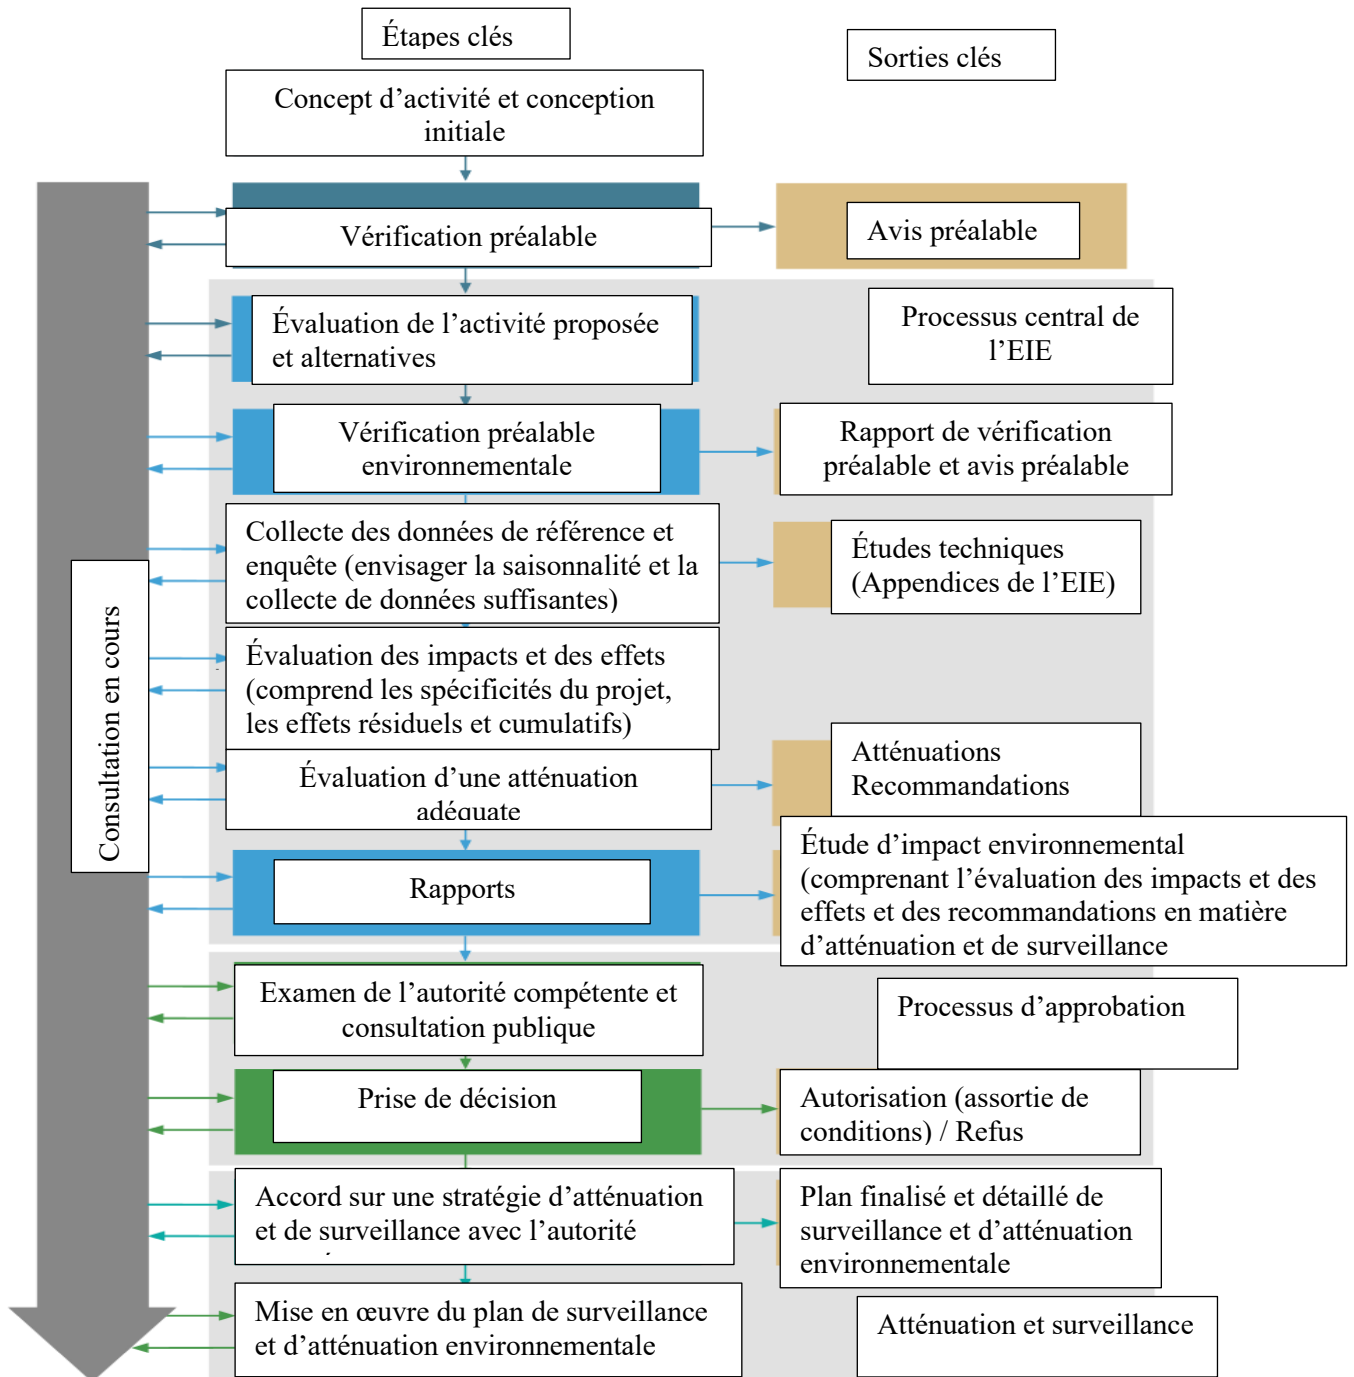 Étapes clés
Sorties clés
Concept d’activité et conception
initiale
Vérification préalable
Avis préalable
Évaluation de l’activité proposée
et alternatives
Processus central de
l’EIE
Vérification préalable
environnementale
Rapport de vérification
préalable et avis préalable
Collecte des données de référence et
enquête (envisager la saisonnalité et la
collecte de données suffisantes)
Études techniques
(Appendices de l’EIE)
Évaluation des impacts et des effets
(comprend les spécificités du projet,
les effets résiduels et cumulatifs)
Consultation en cours
Évaluation d’une atténuation
adéquate
Atténuations
Recommandations
Rapports
Étude d’impact environnemental
(comprenant l’évaluation des impacts et des
effets et des recommandations en matière
d’atténuation et de surveillance
Examen de l’autorité compétente et
consultation publique
Processus d’approbation
Prise de décision
Autorisation (assortie de
conditions) / Refus
Accord sur une stratégie d’atténuation
et de surveillance avec l’autorité
Plan finalisé et détaillé de
surveillance et d’atténuation
environnementale
Mise en œuvre du plan de surveillance
et d’atténuation environnementale
Atténuation et surveillance